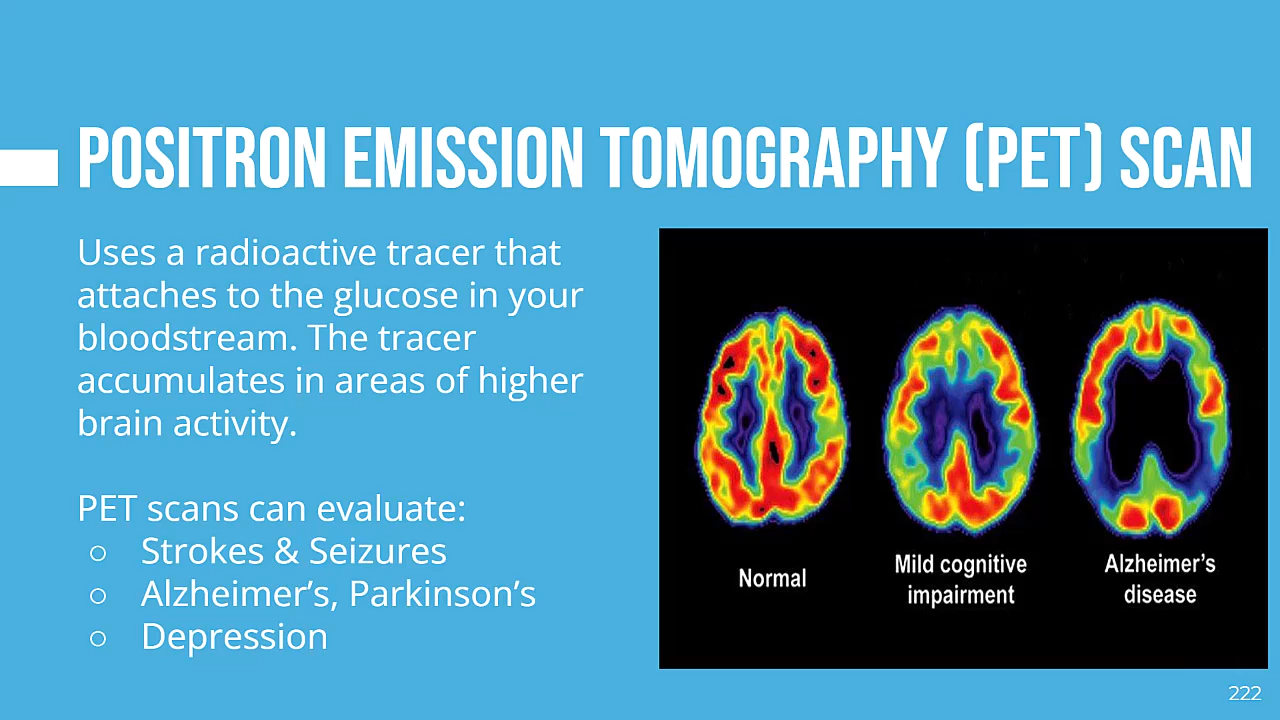 POSITRON EMISSION TOMOGRAPHY (PET) SCAN
Uses a radioactive tracer that
attaches to the glucose in your
bloodstream. The tracer
accumulates in areas of higher
brain activity.
PET scans can evaluate:
○ Strokes & Seizures
○ Alzheimer’s, Parkinson’s
○ Depression
Normal
Mild cognitive
impairment
Alzheimer’s
disease
222